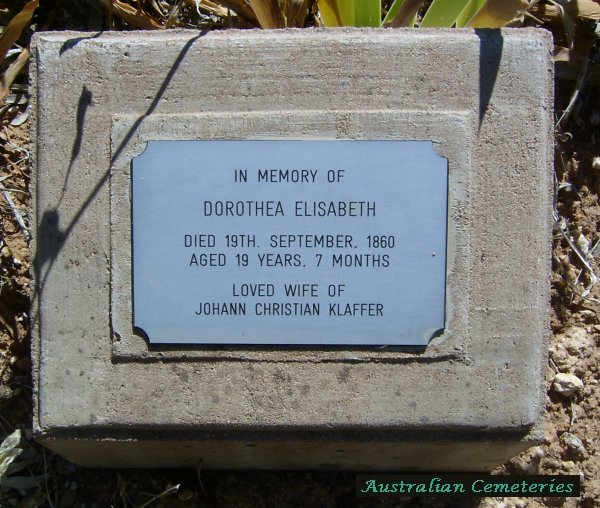 IN MEMORY OF
DOROTHEA ELISABETH
DIED 19TH. SEPTEMBER, 1860
AGED 19 YEARS, 7 MONTHS
LOVED WIFE OF
JOHANN CHRISTIAN KLAFFER
Australian Cemeteries